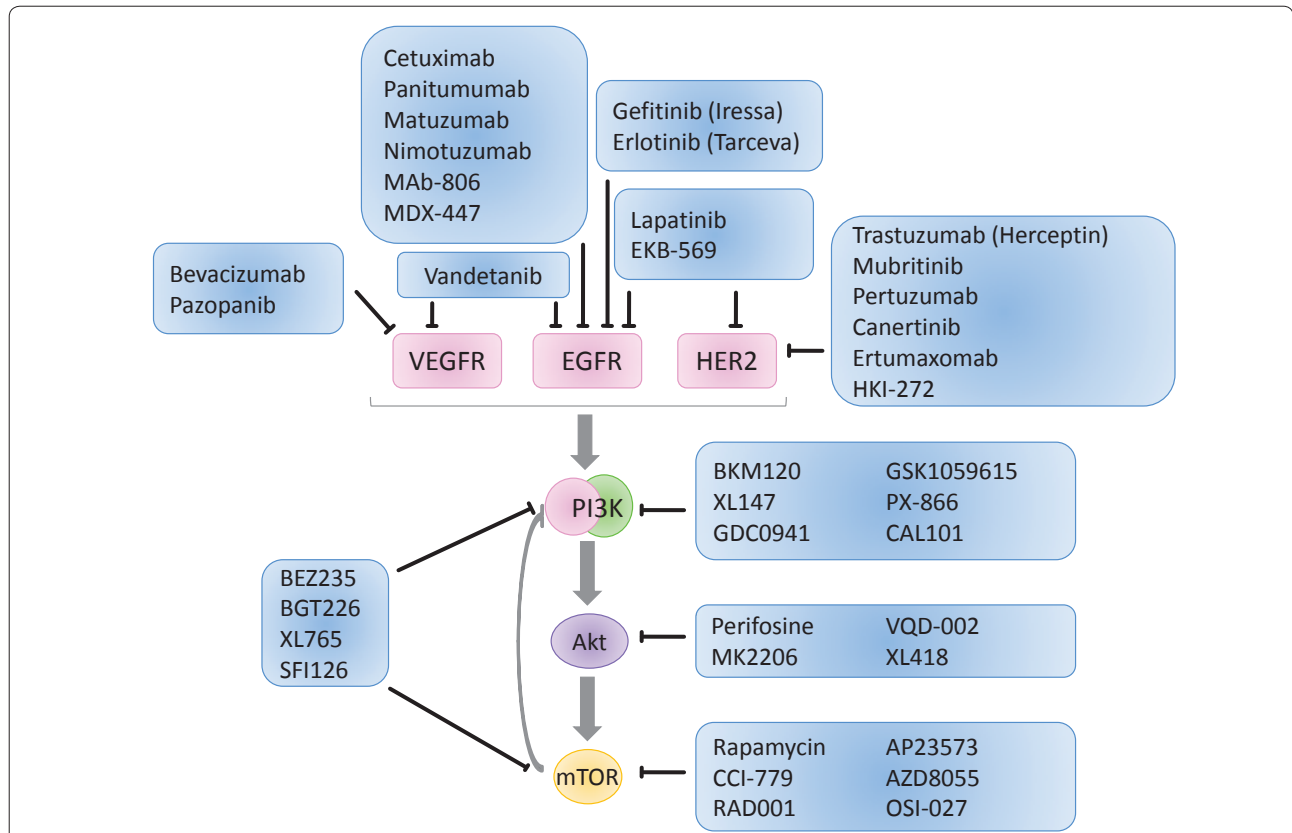 Cetuximab
Panitumumab
Matuzumab
Nimotuzumab
MAb-806
MDX-447
Gefitinib (Iressa)
Erlotinib (Tarceva)
Lapatinib
EKB-569
Trastuzumab (Herceptin)
Mubritinib
Pertuzumab
Canertinib
Ertumaxomab
HKI-272
Bevacizumab
Pazopanib
Vandetanib
VEGFR
EGFR
HER2
PI3K
BKM120
XL147
GDC0941
GSK1059615
PX-866
CAL101
BEZ235
BGT226
XL765
SFI126
Akt
Perifosine
MK2206
VQD-002
XL418
mTOR
Rapamycin
CCI-779
RAD001
AP23573
AZD8055
OSI-027